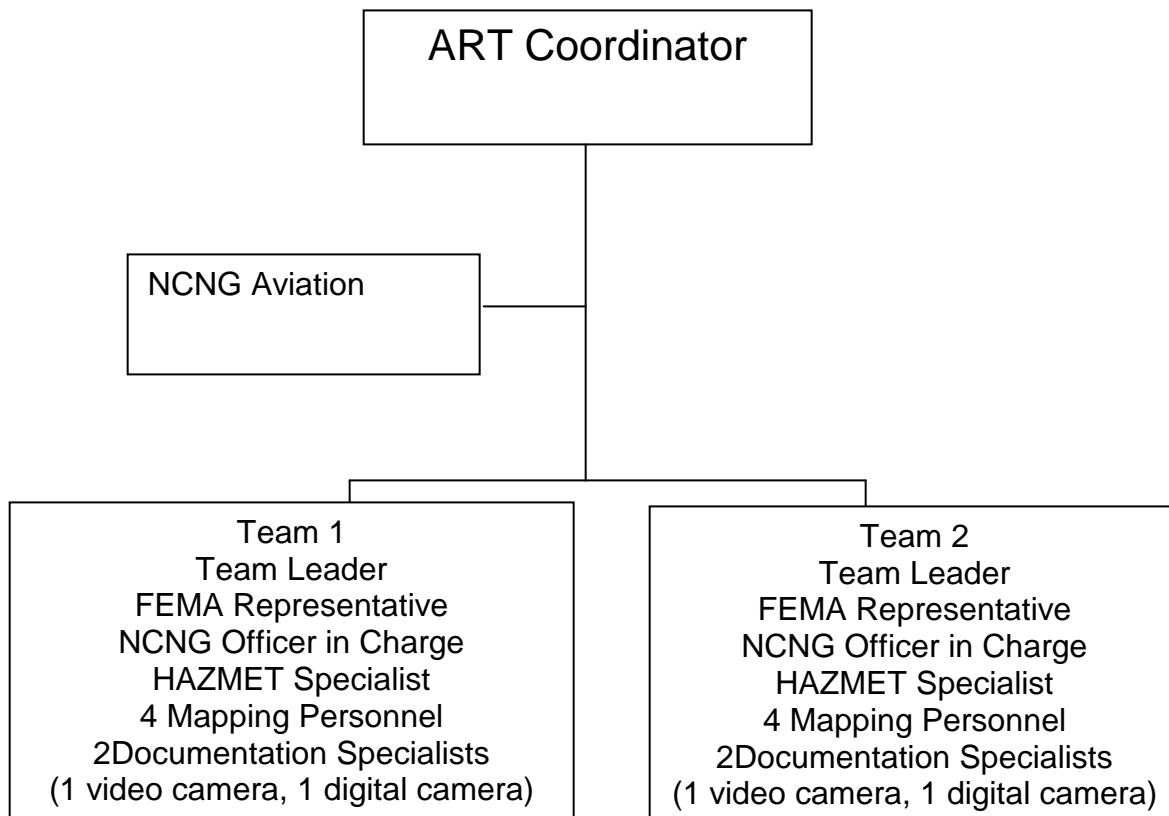 ART Coordinator
NCNG Aviation
Team 1
Team Leader
FEMA Representative
NCNG Officer in Charge
HAZMET Specialist
4 Mapping Personnel
2Documentation Specialists
(1 video camera, 1 digital camera)
Team 2
Team Leader
FEMA Representative
NCNG Officer in Charge
HAZMET Specialist
4 Mapping Personnel
2Documentation Specialists
(1 video camera, 1 digital camera)